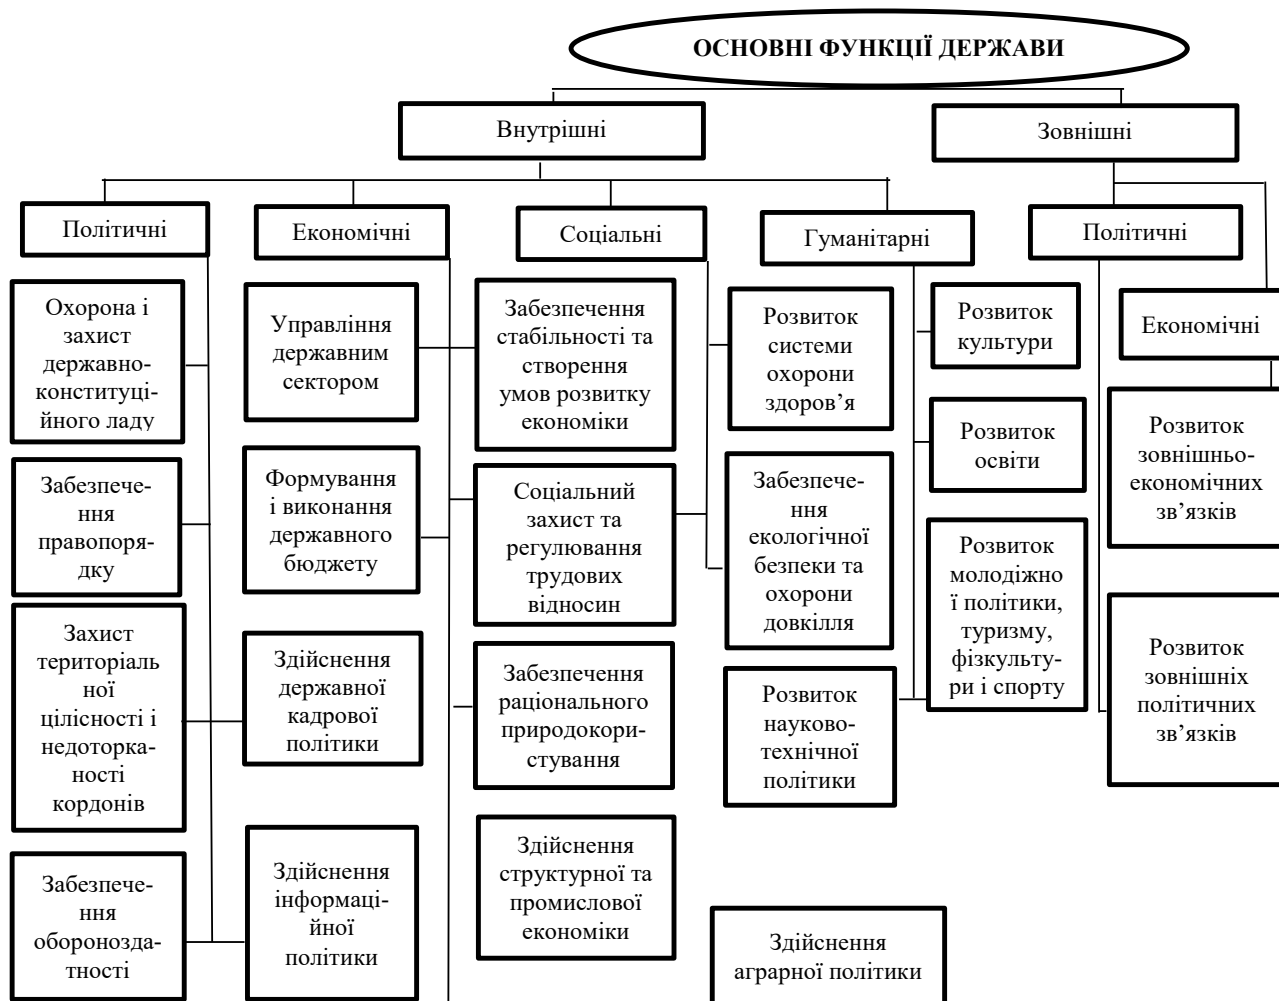 ОСНОВНІ ФУНКЦІЇ ДЕРЖАВИ
Внутрішні
Зовнішні
Політичні
Економічні
Соціальні
Гуманітарні
Політичні
Охорона і
захист
державно-
конституці-
йного ладу
Управління
державним
сектором
Забезпечення
стабільності та
створення
умов розвитку
економіки
Розвиток
системи
охорони
здоров’я
Розвиток
культури
Економічні
Забезпече-
ння
правопоря-
дку
Формування
і виконання
державного
бюджету
Соціальний
захист та
регулювання
трудових
відносин
Забезпече-
ння
екологічної
безпеки та
охорони
довкілля
Розвиток
освіти
Розвиток
зовнішньо-
економічних
зв’язків
Захист
територіаль
ної
цілісності і
недоторка-
ності
кордонів
Здійснення
державної
кадрової
політики
Забезпечення
раціонального
природокори-
стування
Розвиток
науково-
технічної
політики
Розвиток
молодіжно
ї політики,
туризму,
фізкульту-
ри і спорту
Розвиток
зовнішніх
політичних
зв’язків
Забезпече-
ння
обороноздa-
тності
Здійснення
інформаці-
йної
політики
Здійснення
структурної та
промислової
економіки
Здійснення
аграрної політики